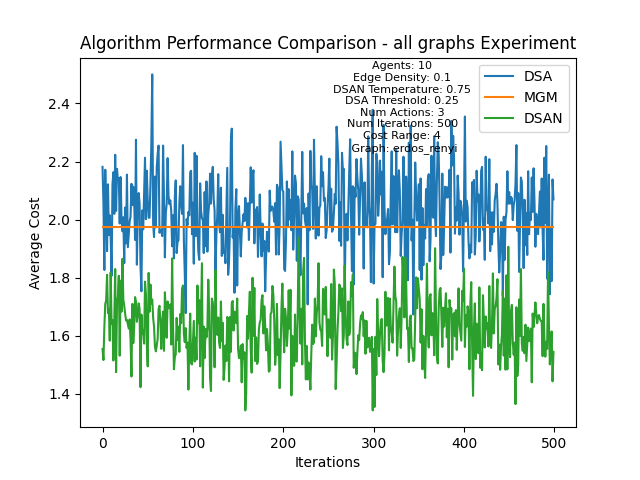 Algorithm Performance Comparison - all graphs Experiment
Agents: 10
Edge Density: 0.1
DSAN Temperature: 0.75
DSA Threshold: 0.25
Num Actions: 3
Num Iterations: 500
Cost Range: 4
Graph: erdos_renyi
DSA
MGM
DSAN
Average Cost
2.4
2.2
2.0
1.8
1.6
1.4
0
100
200
300
400
500
Iterations